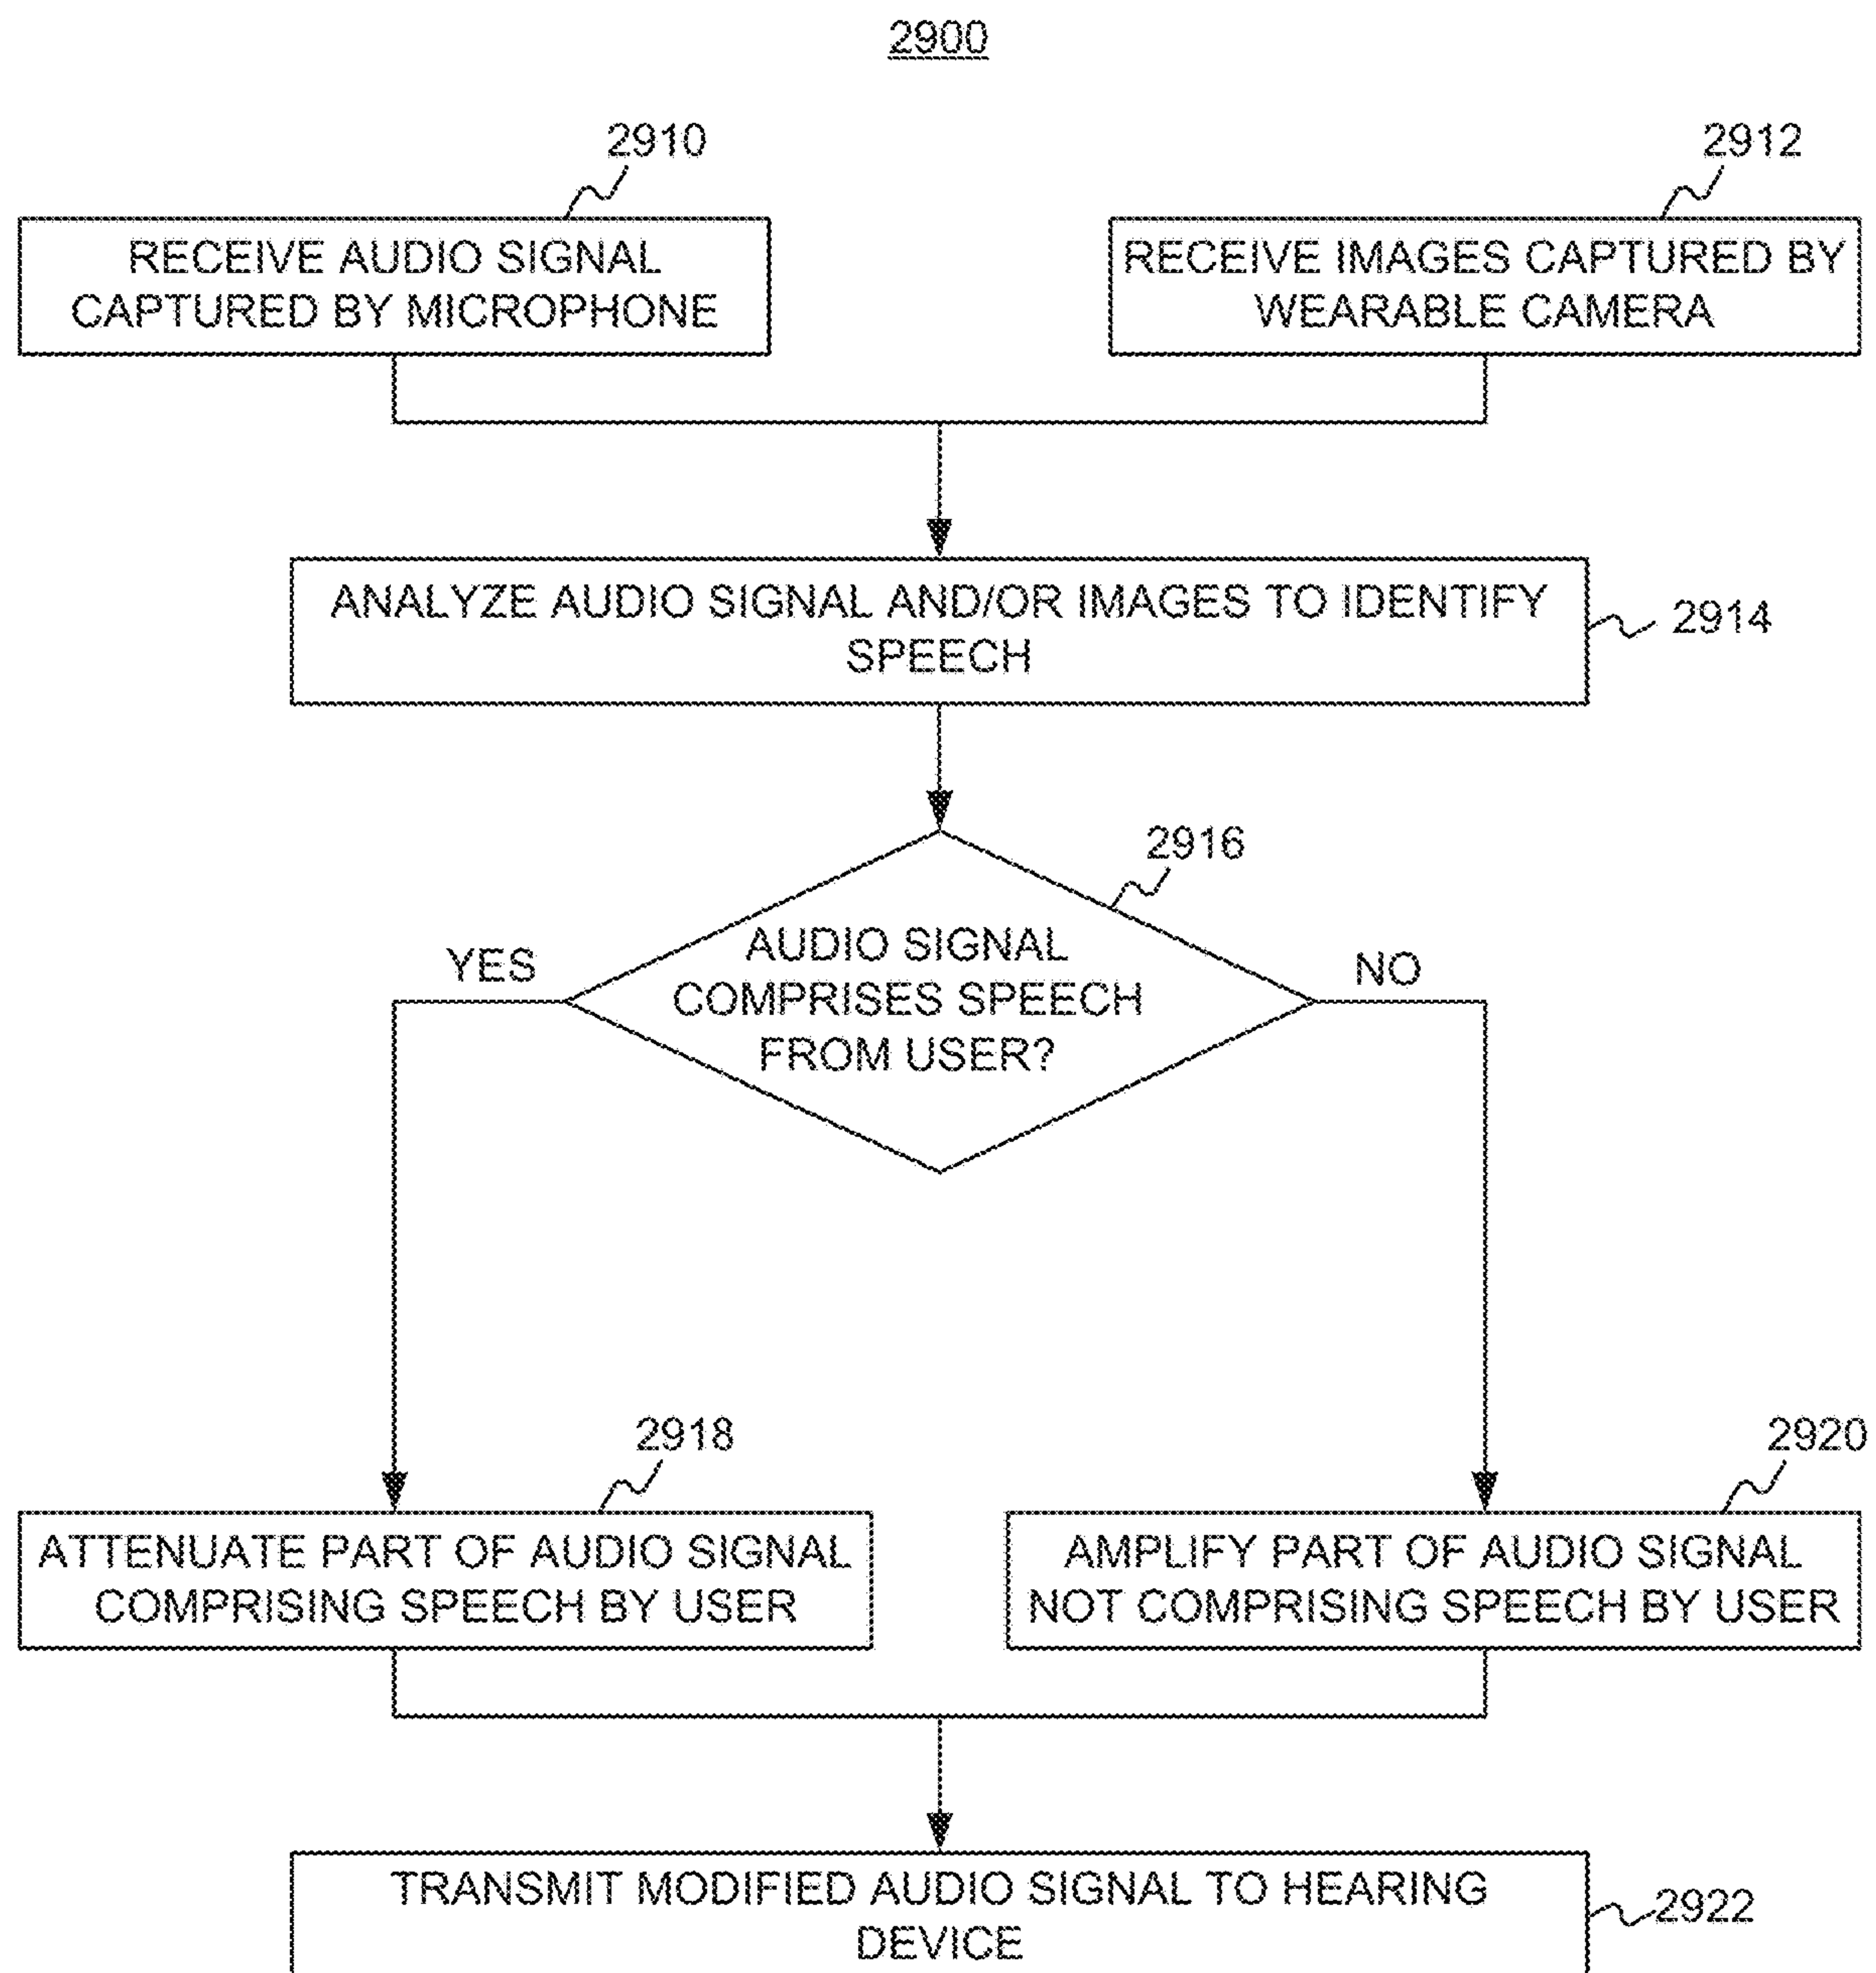 2900
2910
2912
RECEIVE AUDIO SIGNAL
CAPTURED BY MICROPHONE
RECEIVE IMAGES CAPTURED BY
WEARABLE CAMERA
ANALYZE AUDIO SIGNAL AND/OR IMAGES TO IDENTIFY
SPEECH
2914
2916
YES
AUDIO SIGNAL
COMPRISES SPEECH
FROM USER?
NO
2918
2920
ATTENUATE PART OF AUDIO SIGNAL
COMPRISING SPEECH BY USER
AMPLIFY PART OF AUDIO SIGNAL
NOT COMPRISING SPEECH BY USER
TRANSMIT MODIFIED AUDIO SIGNAL TO HEARING
DEVICE
2922